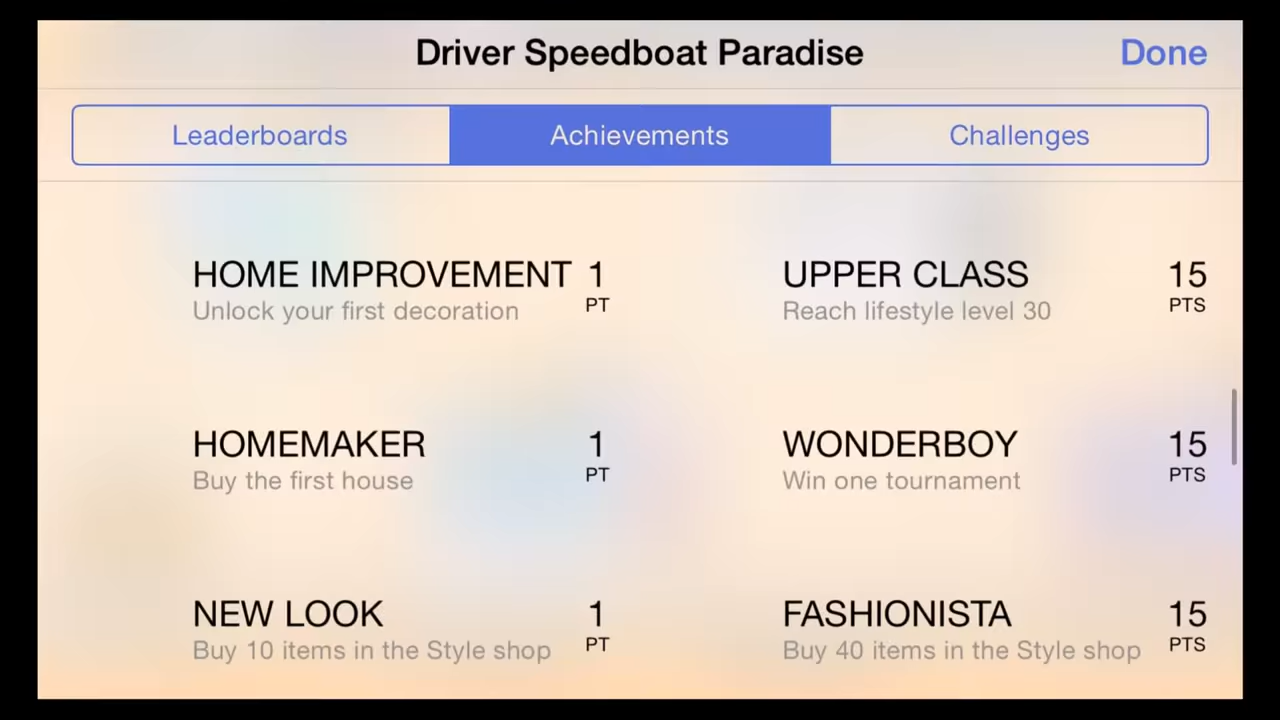 Driver Speedboat Paradise
Done
Leaderboards
Achievements
Challenges
HOME IMPROVEMENT 1
Unlock your first decoration PT
UPPER CLASS 15
Reach lifestyle level 30 PTS
HOMEMAKER 1
Buy the first house PT
WONDERBOY 15
Win one tournament PTS
NEW LOOK 1
Buy 10 items in the Style shop PT
FASHIONISTA 15
Buy 40 items in the Style shop PTS